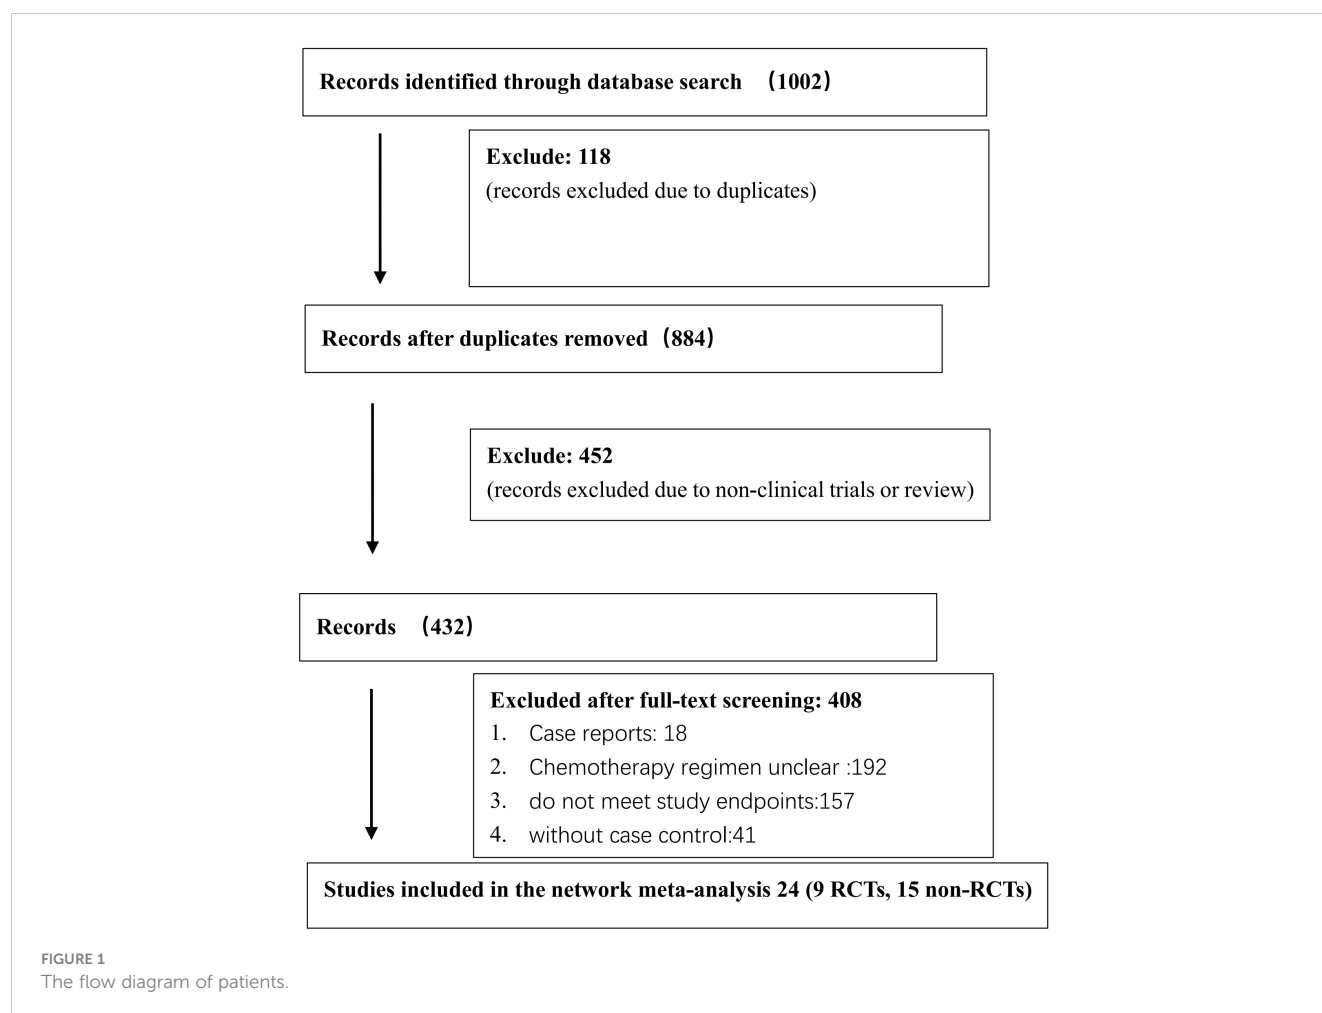 Records identified through database search （1002）
Exclude: 118
(records excluded due to duplicates)
Records after duplicates removed（884）
Exclude: 452
(records excluded due to non-clinical trials or review)
Records （432）
Excluded after full-text screening: 408
1. Case reports: 18
2. Chemotherapy regimen unclear :192
3. do not meet study endpoints:157
4. without case control:41
Studies included in the network meta-analysis 24 (9 RCTs, 15 non-RCTs)
FIGURE 1
The flow diagram of patients.